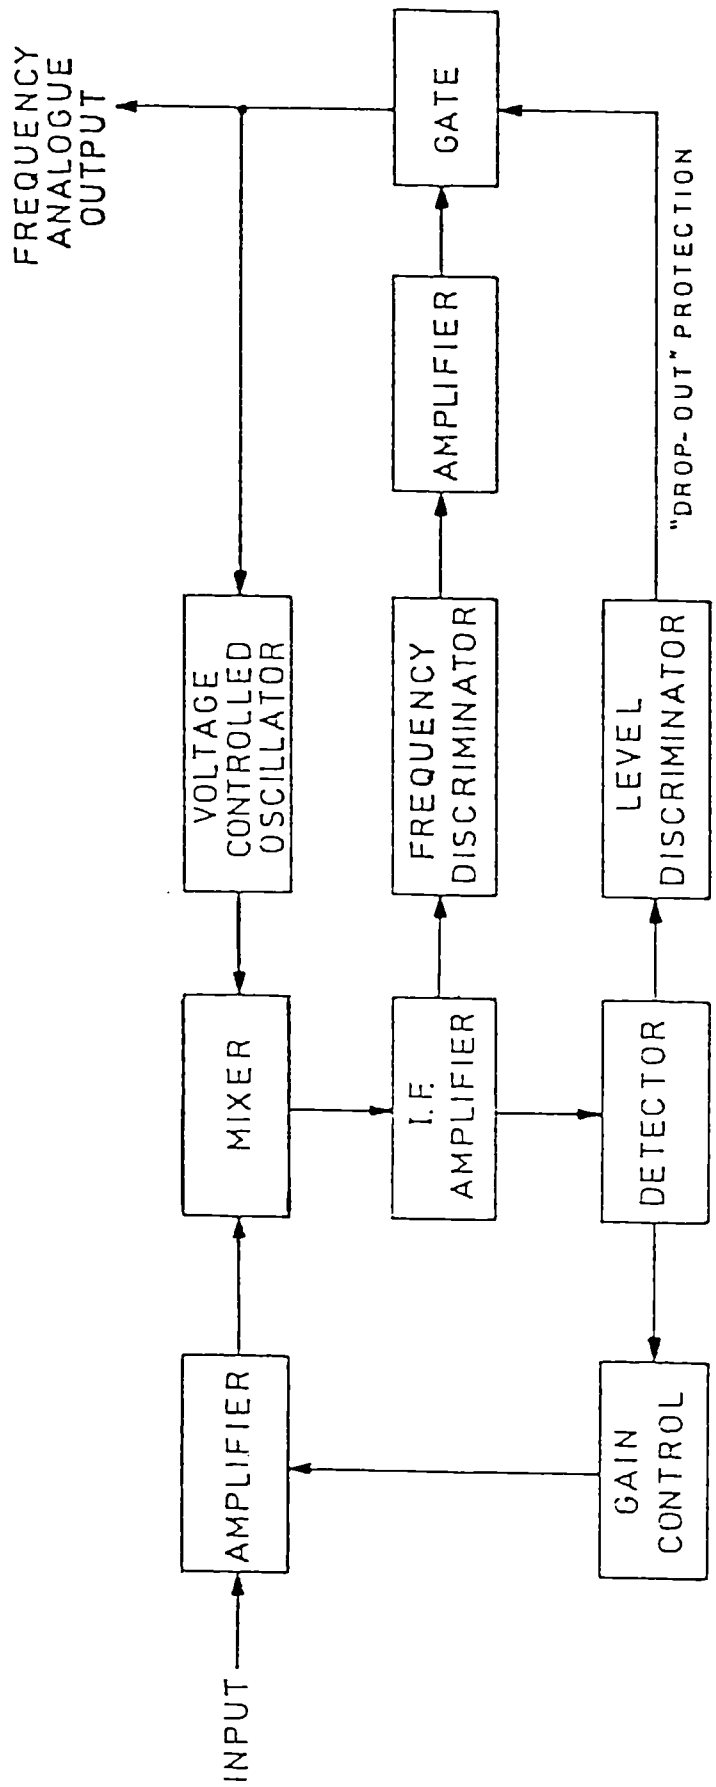 INPUT
AMPLIFIER
MIXER
VOLTAGE
CONTROLLED
OSCILLATOR
FREQUENCY
ANALOGUE
OUTPUT
I.F.
AMPLIFIER
FREQUENCY
DISCRIMINATOR
AMPLIFIER
GATE
GAIN
CONTROL
DETECTOR
LEVEL
DISCRIMINATOR
"DROP-OUT" PROTECTION